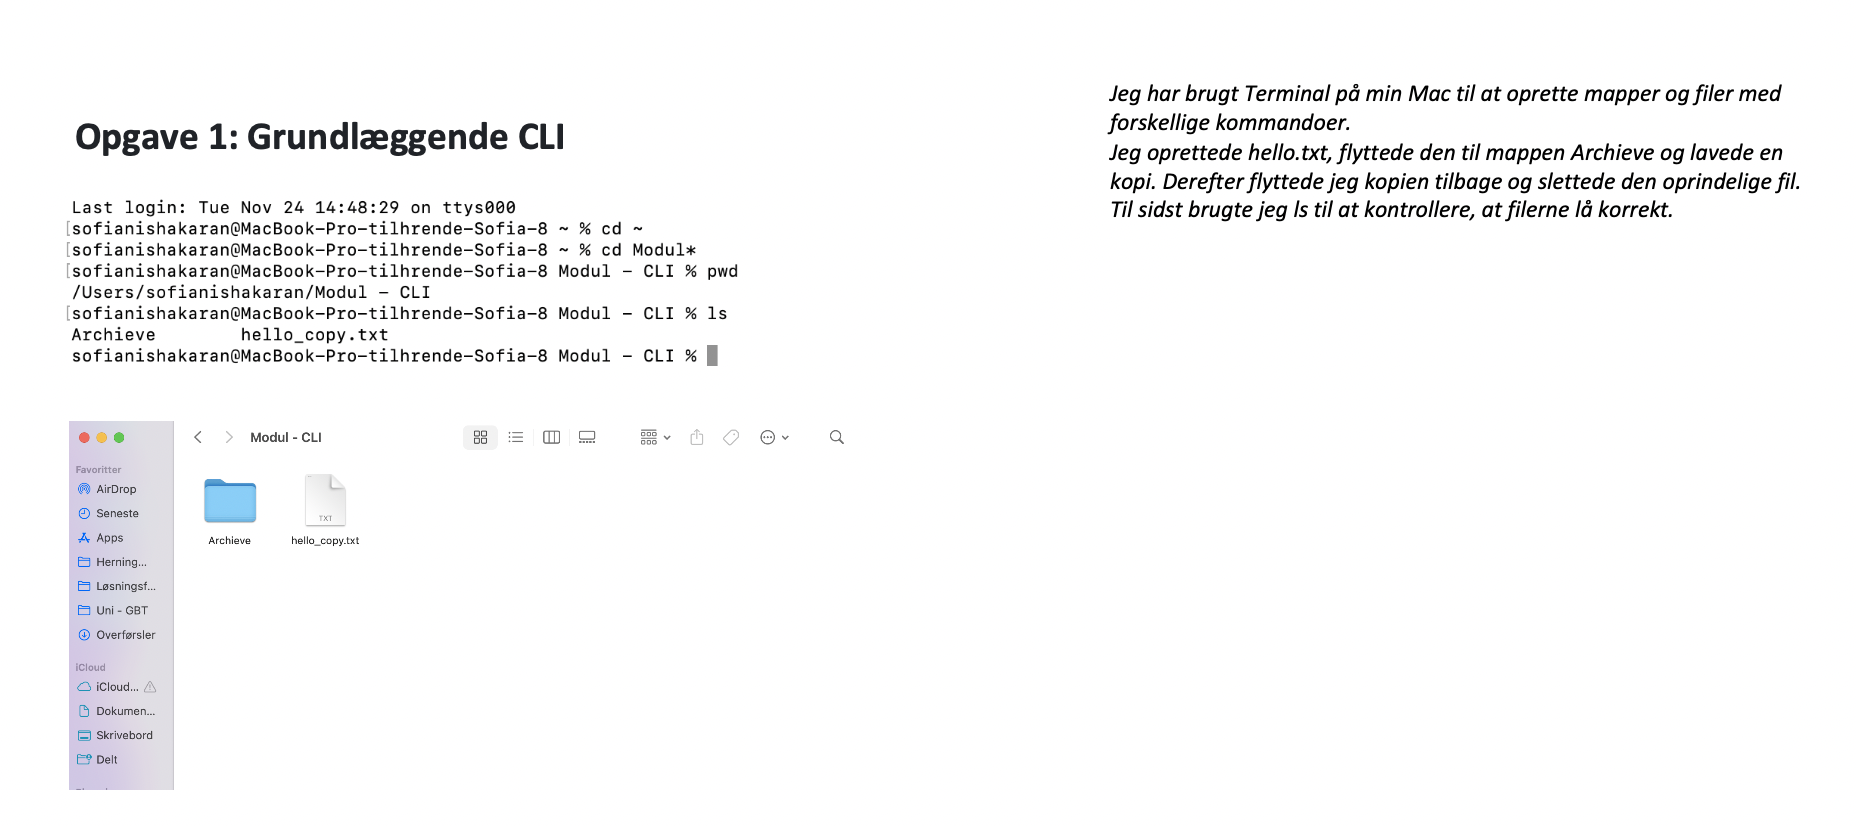 Opgave 1: Grundlæggende CLI
Last login: Tue Nov 24 14:48:29 on ttys000
[sofianishakaran@MacBook-Pro-tilhrende-Sofia-8 ~ % cd ~
[sofianishakaran@MacBook-Pro-tilhrende-Sofia-8 ~ % cd Modul*
[sofianishakaran@MacBook-Pro-tilhrende-Sofia-8 Modul - CLI % pwd
/Users/sofianishakaran/Modul - CLI
[sofianishakaran@MacBook-Pro-tilhrende-Sofia-8 Modul - CLI % ls
Archieve hello_copy.txt
sofianishakaran@MacBook-Pro-tilhrende-Sofia-8 Modul - CLI %
Modul - CLI
Favoritter
AirDrop
Seneste
Apps
Herning...
Løsningsf...
Uni - GBT
Overførsler
iCloud
iCloud...
Dokumen...
Skrivebord
Delt
TXT
Archieve
hello_copy.txt
Jeg har brugt Terminal på min Mac til at oprette mapper og filer med
forskellige kommandoer.
Jeg oprettede hello.txt, flyttede den til mappen Archieve og lavede en
kopi. Derefter flyttede jeg kopien tilbage og slettede den oprindelige fil.
Til sidst brugte jeg ls til at kontrollere, at filerne lå korrekt.